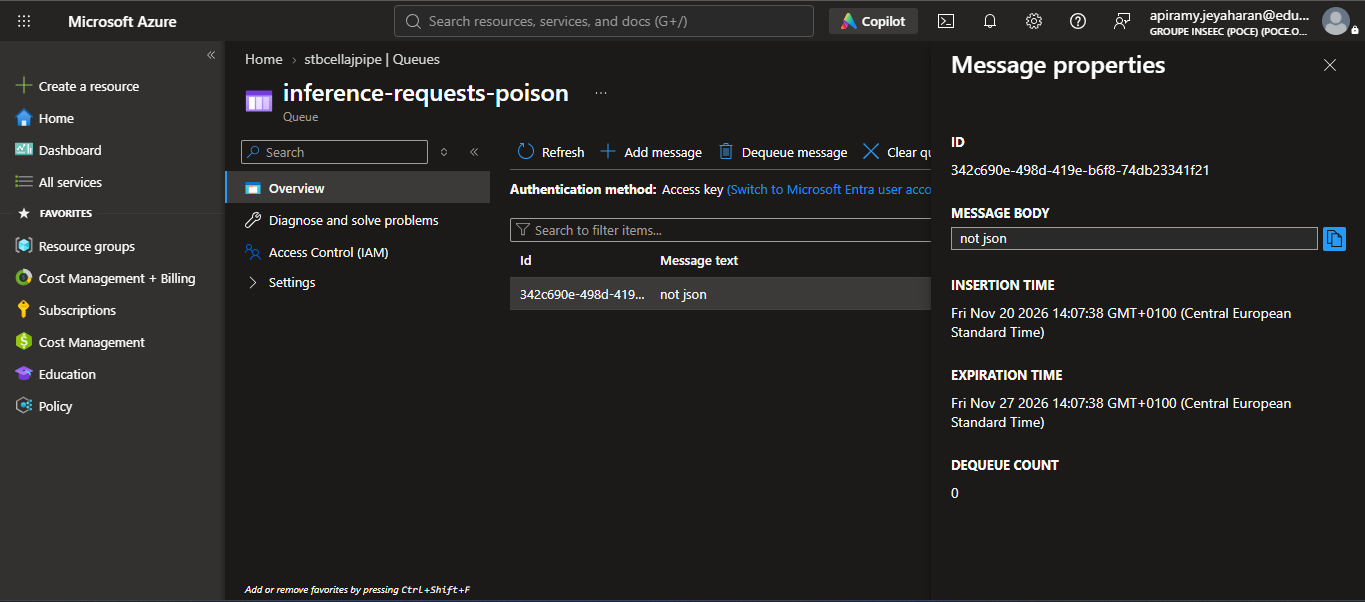 Microsoft Azure
Search resources, services, and docs (G+/)
Copilot
apiramy.jeyaharan@edu...
GROUPE INSEEC (POCE) (POCE.O...
Create a resource
Home
Dashboard
All services
FAVORITES
Resource groups
Cost Management + Billing
Subscriptions
Cost Management
Education
Policy
Home > stbcellajpipe | Queues
inference-requests-poison ...
Queue
Search
Overview
Diagnose and solve problems
Access Control (IAM)
Settings
Add or remove favorites by pressing Ctrl+Shift+F
Refresh
Add message
Dequeue message
Clear qu
Authentication method: Access key (Switch to Microsoft Entra user acco
Search to filter items...
Id Message text
342c690e-498d-419... not json
Message properties
ID
342c690e-498d-419e-b6f8-74db23341f21
MESSAGE BODY
not json
INSERTION TIME
Fri Nov 20 2026 14:07:38 GMT+0100 (Central European
Standard Time)
EXPIRATION TIME
Fri Nov 27 2026 14:07:38 GMT+0100 (Central European
Standard Time)
DEQUEUE COUNT
0